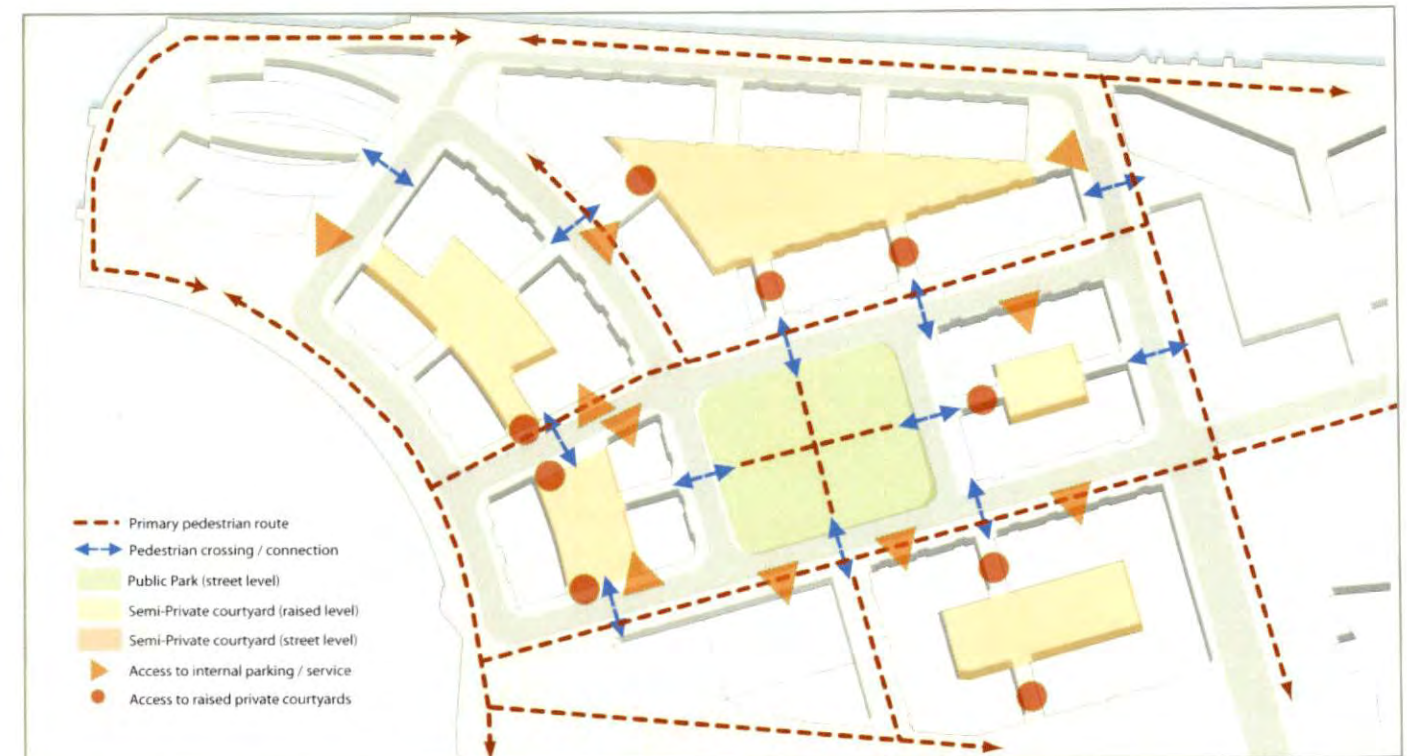 Primary pedestrian route
Pedestrian crossing / connection
Public Park (street level)
Semi-Private courtyard (raised level)
Semi-Private courtyard (street level)
Access to internal parking / service
Access to raised private courtyards